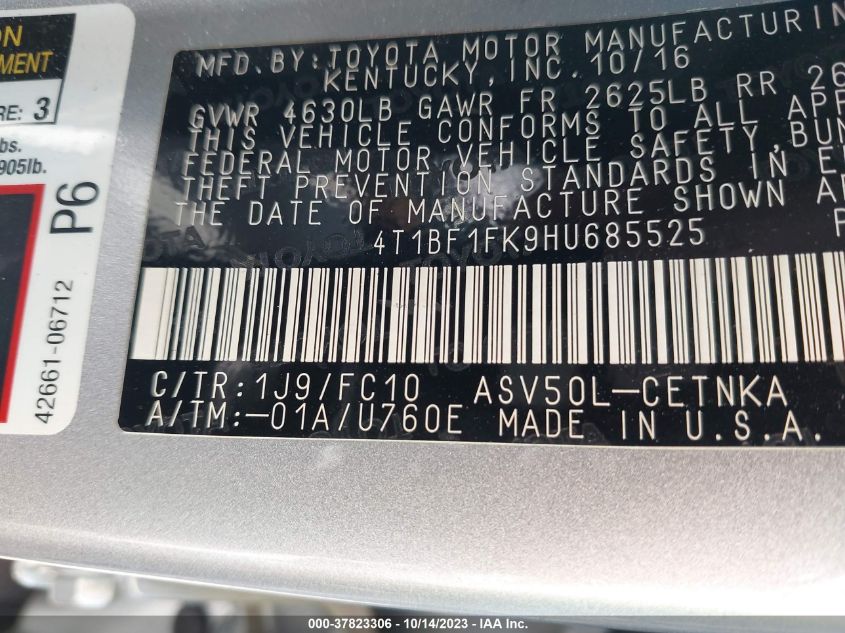 ON
EMENT
RE: 3
bs.
905lb.
P6
42661-06712
MFD. BY: TOYOTA MOTOR MANUFACTURIN
KENTUCKY, INC. 10/16
GVWR 4630LB GAWR FR 2625LB RR 26
THIS VEHICLE CONFORMS TO ALL APP
FEDERAL MOTOR VEHICLE SAFETY, BUN
THEFT PREVENTION STANDARDS IN E
THE DATE OF MANUFACTURE SHOWN A
4T1BF1FK9HU685525
P
C/TR: 1J9/FC10 ASV50L-CETNKA
A/TM:-01A/U760E MADE IN U.S.A.
000-37823306 - 10/14/2023 - IAA Inc.